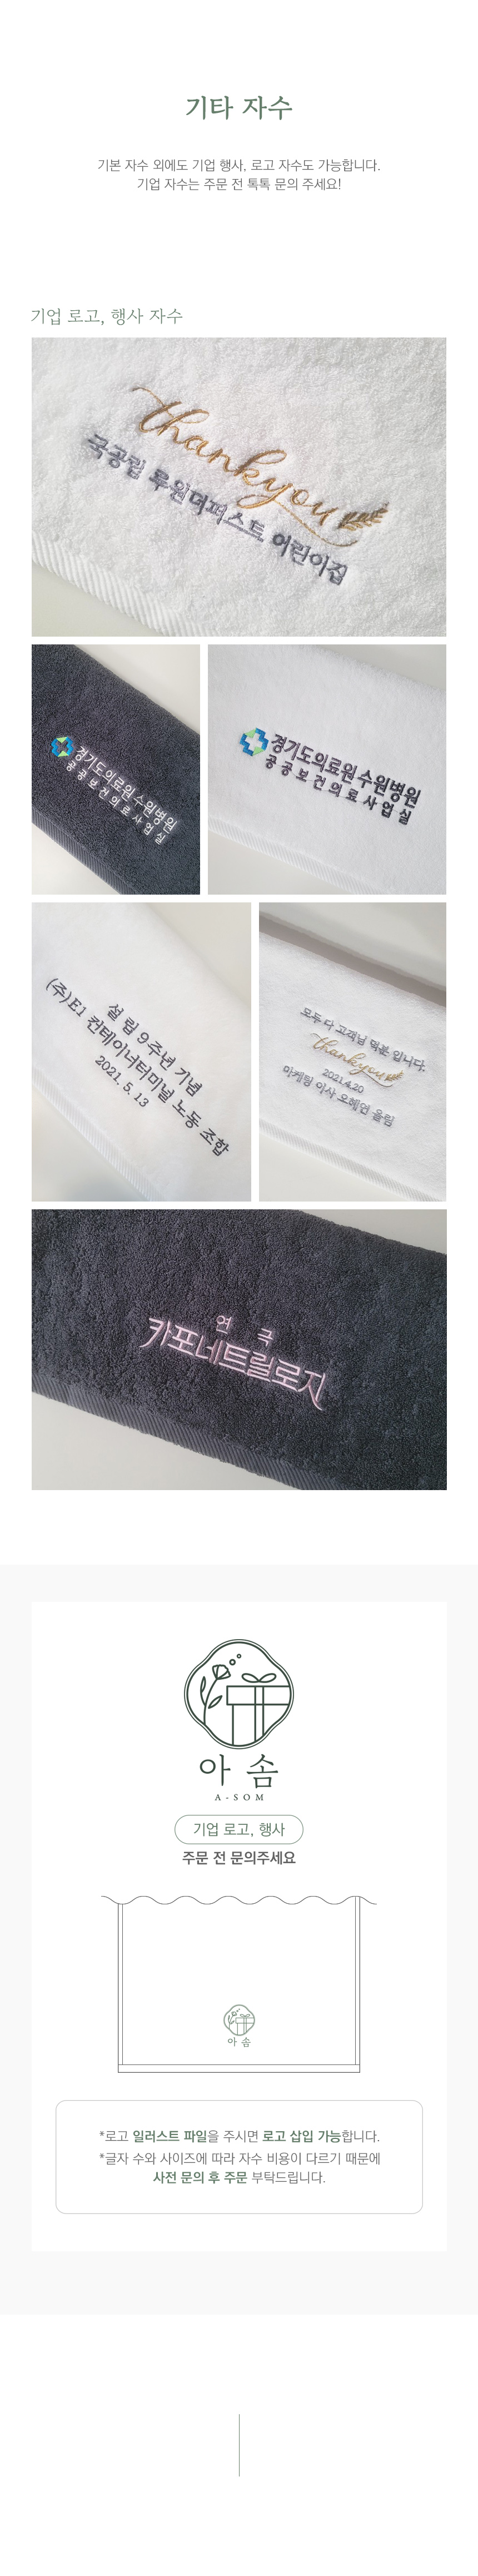 기타 자수
기본 자수 외에도 기업 행사, 로고 자수도 가능합니다.
기업 자수는 주문 전 톡톡 문의 주세요!
기업 로고, 행사 자수
thankyou
국공립 루원더퍼스트 어린이집
경기도의료원 수원병원
공공보건의료사업실
경기도의료원 수원병원
공공보건의료사업실
설립 9주년 기념
(주)E1 컨테이너터미널 노동 조합
2021. 5. 13
모두 다 고객님 덕분 입니다.
thankyou
2021.4.20
마케팅 이사 오혜연 올림
연극
카포네트릴로지
아솜
A-SOM
기업 로고, 행사
주문 전 문의주세요
아솜
*로고 일러스트 파일을 주시면 로고 삽입 가능합니다.
*글자 수와 사이즈에 따라 자수 비용이 다르기 때문에
사전 문의 후 주문 부탁드립니다.